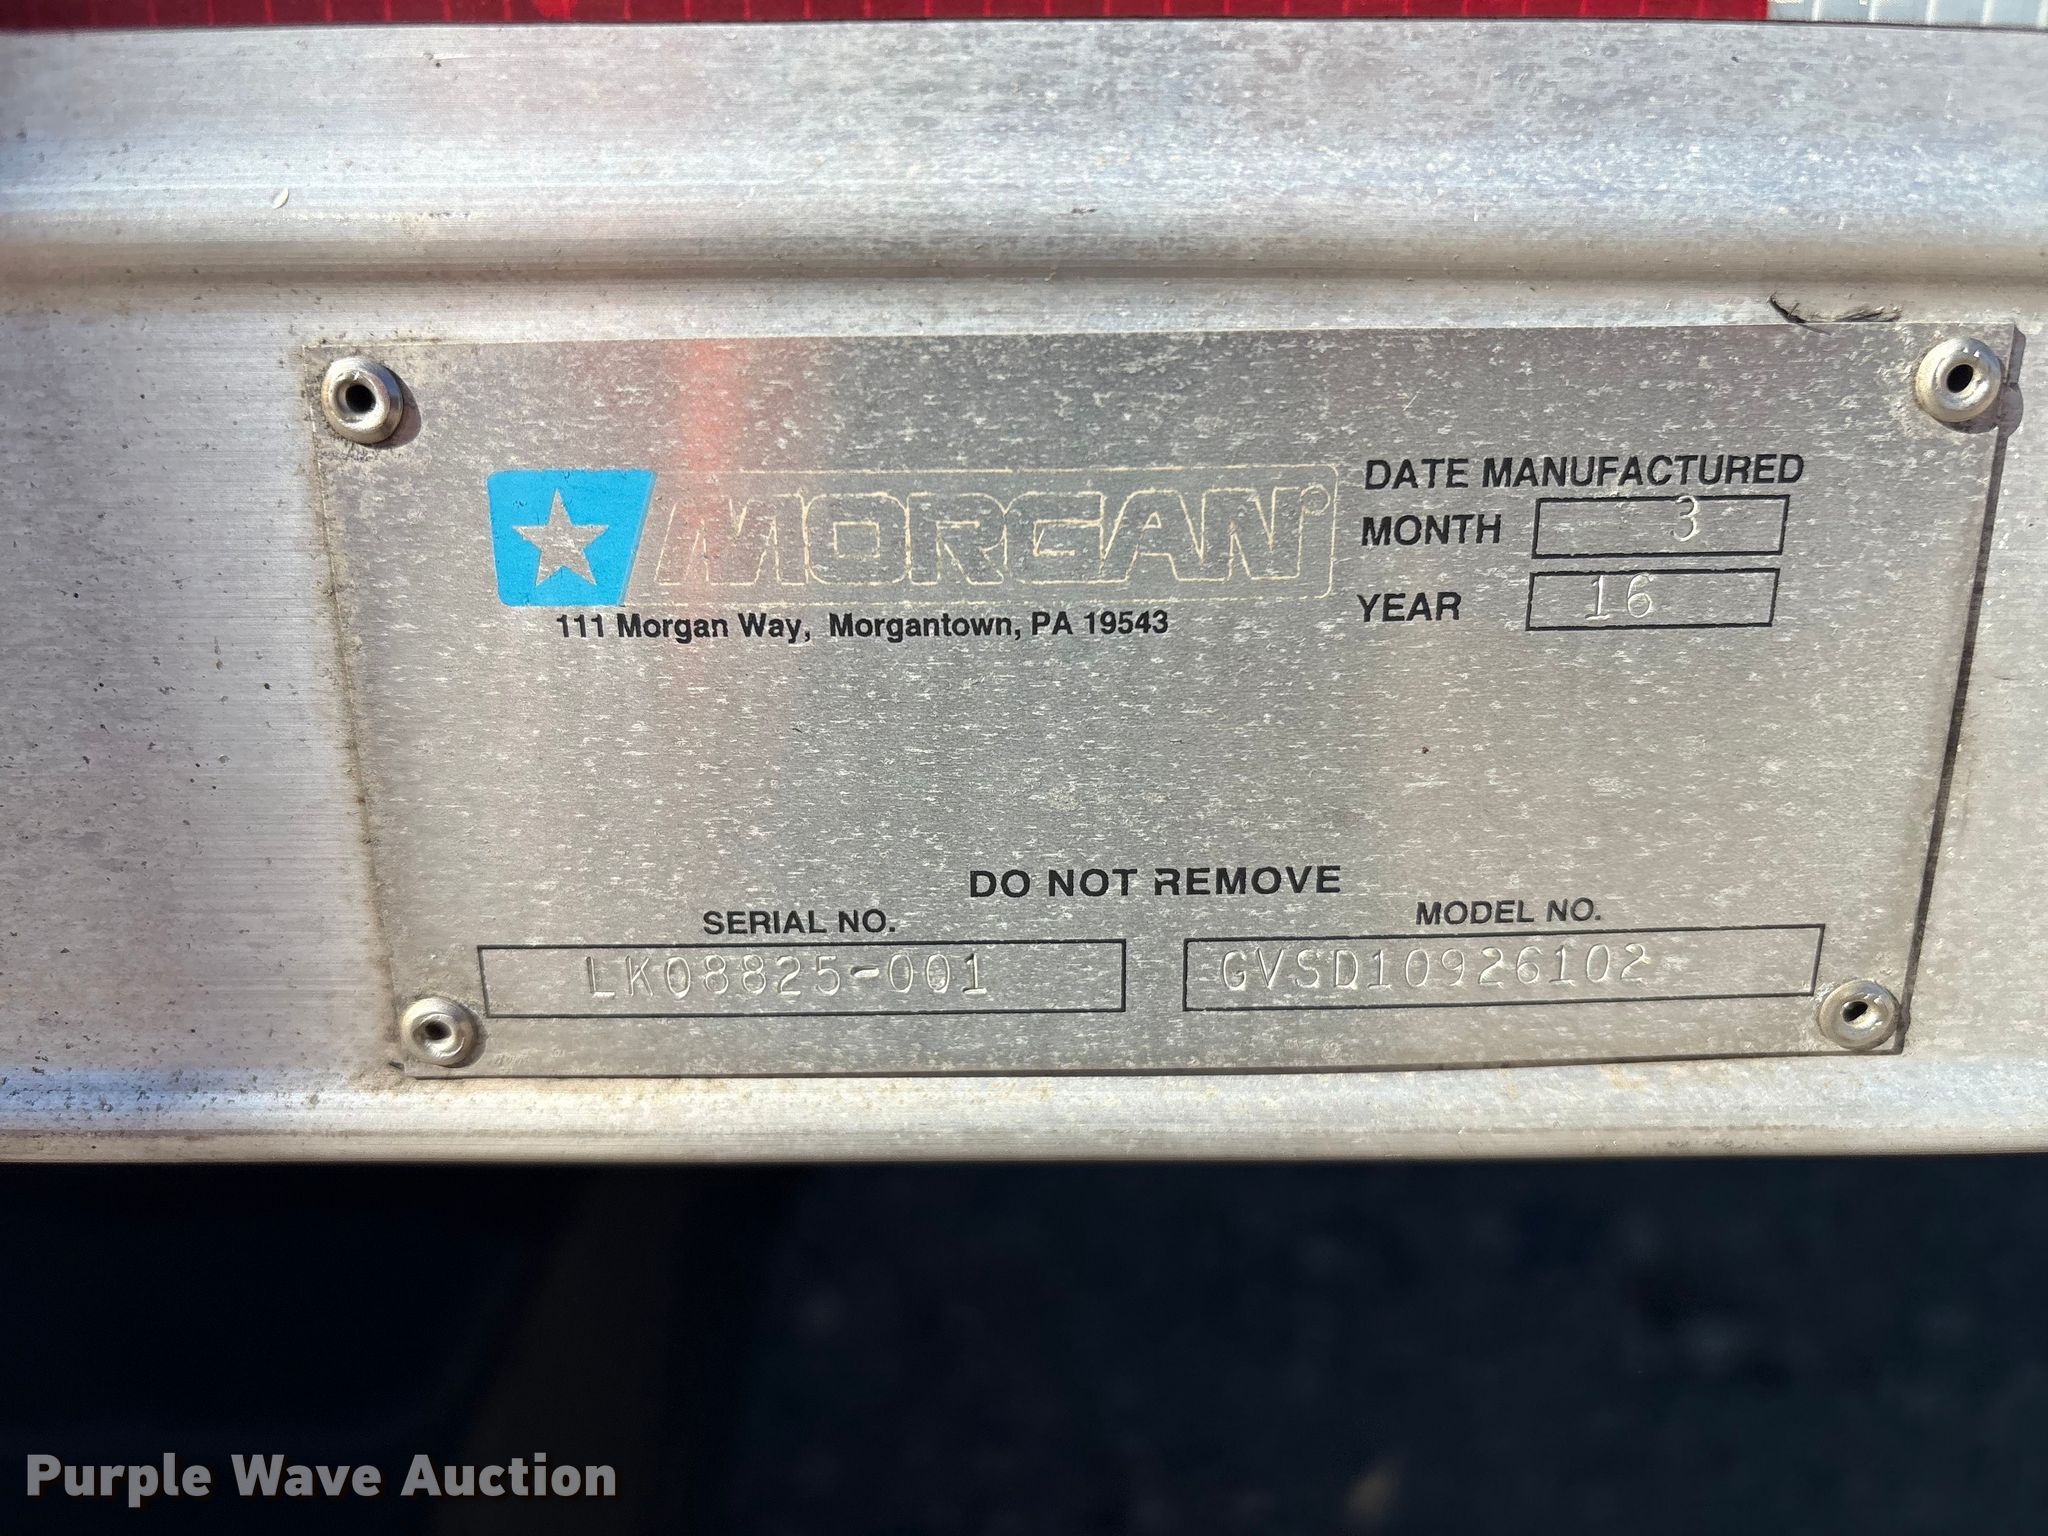 MORGAN®
111 Morgan Way, Morgantown, PA 19543
DATE MANUFACTURED
MONTH 3
YEAR 16
DO NOT REMOVE
SERIAL NO.
LK08825-001
MODEL NO.
GVSD10926102
Purple Wave Auction